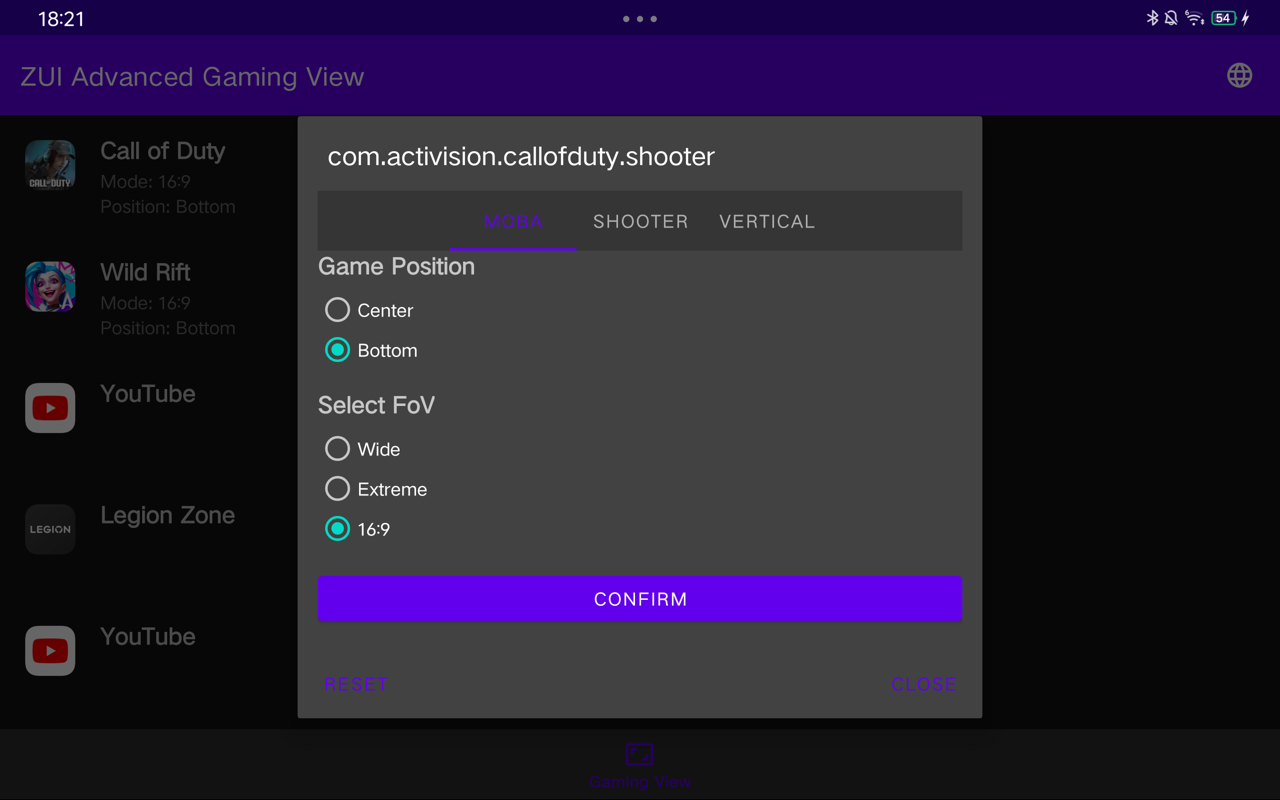 18:21
54
ZUI Advanced Gaming View
Call of Duty
Mode: 16:9
Position: Bottom
CALL OF DUTY
Wild Rift
Mode: 16:9
Position: Bottom
YouTube
Legion Zone
LEGION
YouTube
com.activision.callofduty.shooter
MOBA SHOOTER VERTICAL
Game Position
Center
Bottom
Select FoV
Wide
Extreme
16:9
CONFIRM
RESET CLOSE
Gaming View